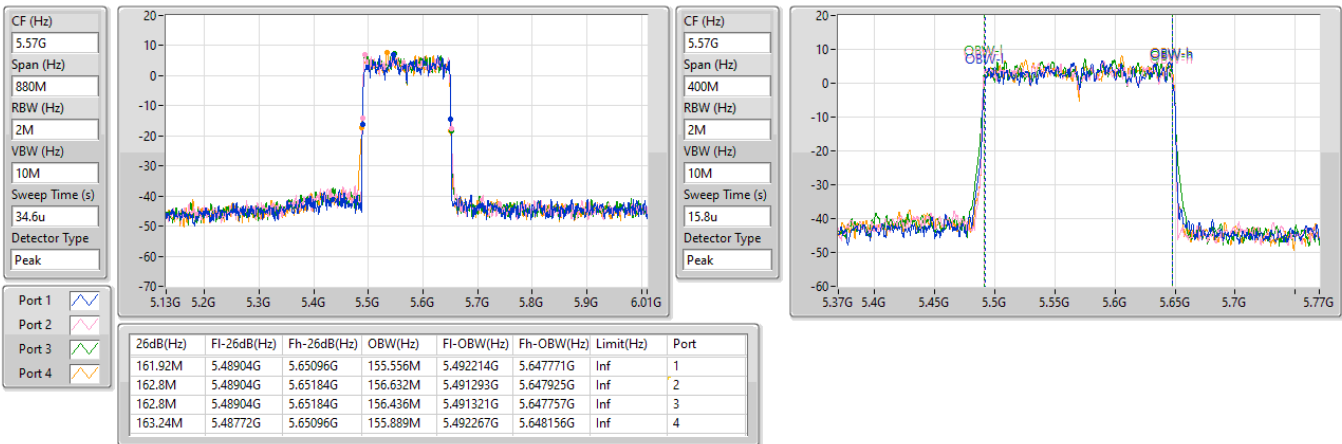 CF (Hz)
5.57G
Span (Hz)
880M
RBW (Hz)
2M
VBW (Hz)
10M
Sweep Time (s)
34.6u
Detector Type
Peak
20
10
0
-10
-20
-30
-40
-50
-60
-70
5.13G 5.2G 5.3G 5.4G 5.5G 5.6G 5.7G 5.8G 5.9G 6.01G
CF (Hz)
5.57G
Span (Hz)
400M
RBW (Hz)
2M
VBW (Hz)
10M
Sweep Time (s)
15.8u
Detector Type
Peak
20
10
0
-10
-20
-30
-40
-50
-60
OBW-l OBW-h
OBW-l
5.37G 5.4G 5.45G 5.5G 5.55G 5.6G 5.65G 5.7G 5.77G
Port 1
Port 2
Port 3
Port 4
26dB(Hz) Fl-26dB(Hz) Fh-26dB(Hz) OBW(Hz) Fl-OBW(Hz) Fh-OBW(Hz) Limit(Hz) Port
161.92M 5.48904G 5.65096G 155.556M 5.492214G 5.647771G Inf 1
162.8M 5.48904G 5.65184G 156.632M 5.491293G 5.647925G Inf 2
162.8M 5.48904G 5.65184G 156.436M 5.491321G 5.647757G Inf 3
163.24M 5.48772G 5.65096G 155.889M 5.492267G 5.648156G Inf 4